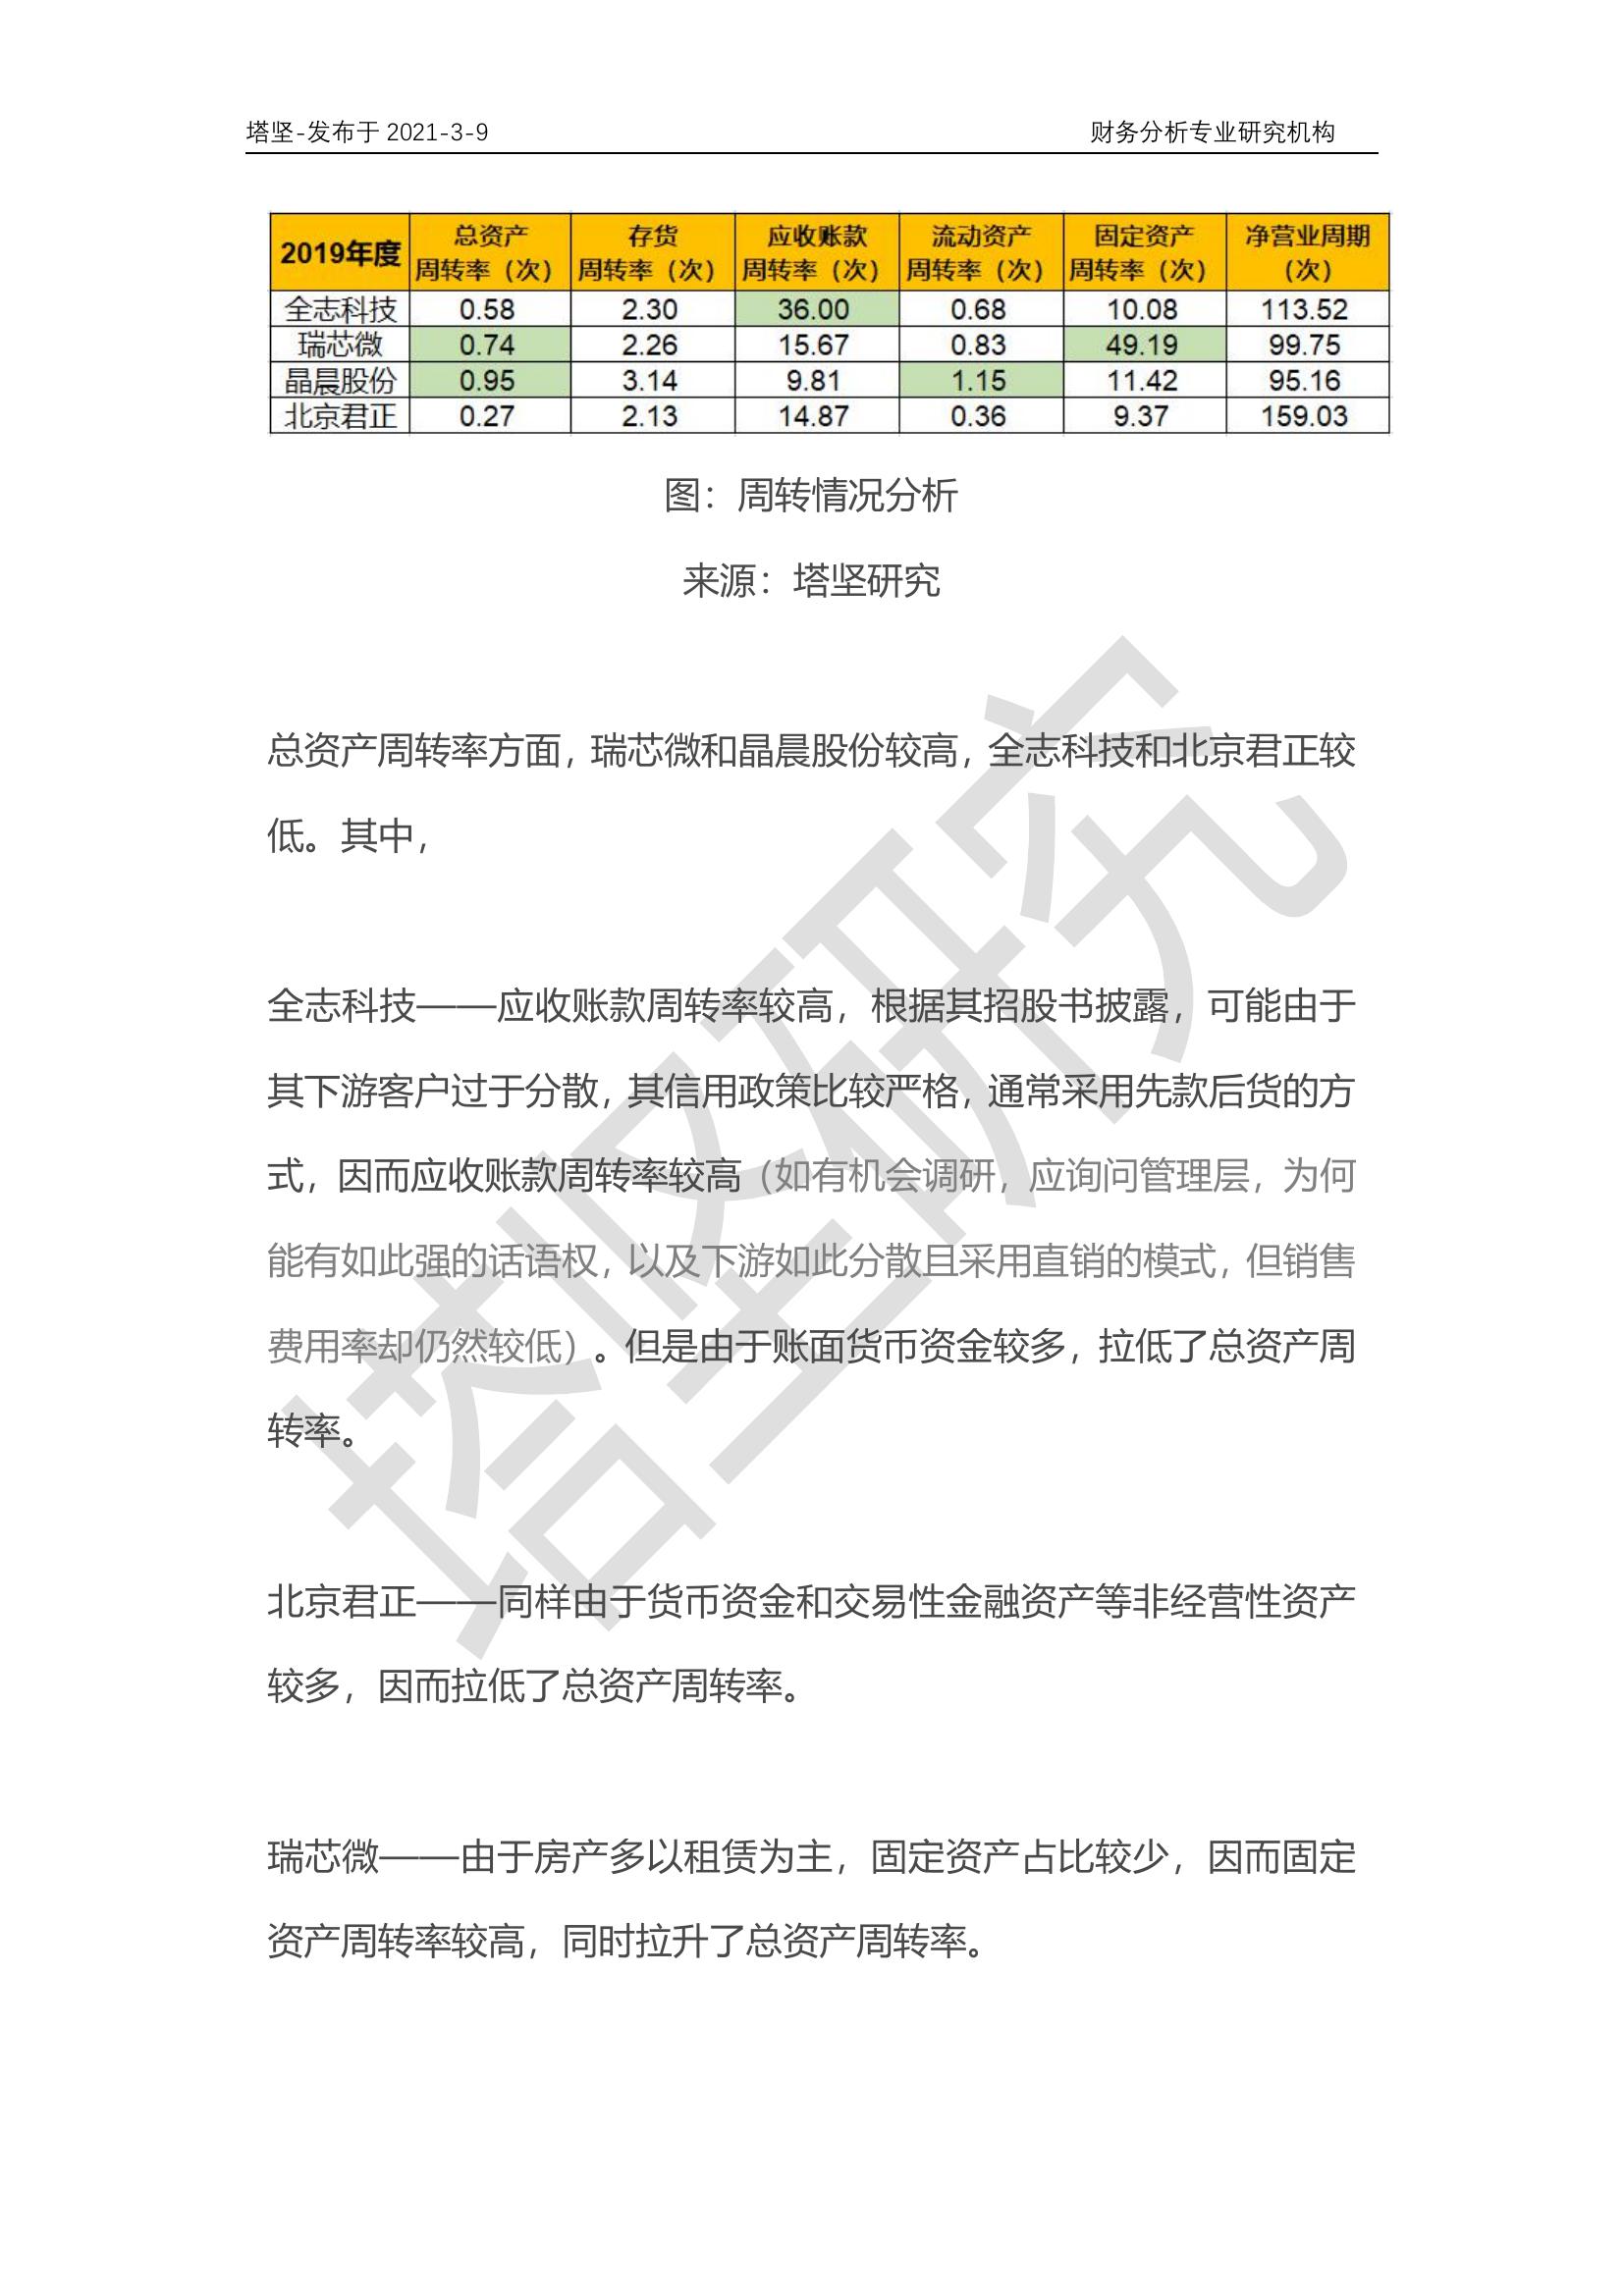 塔坚-发布于 2021-3-9 财务分析专业研究机构
2019年度 总资产周转率（次） 存货周转率（次） 应收账款周转率（次） 流动资产周转率（次） 固定资产周转率（次） 净营业周期（次）
全志科技 0.58 2.30 36.00 0.68 10.08 113.52
瑞芯微 0.74 2.26 15.67 0.83 49.19 99.75
晶晨股份 0.95 3.14 9.81 1.15 11.42 95.16
北京君正 0.27 2.13 14.87 0.36 9.37 159.03
图：周转情况分析
来源：塔坚研究
总资产周转率方面，瑞芯微和晶晨股份较高，全志科技和北京君正较
低。其中，
全志科技——应收账款周转率较高，根据其招股书披露，可能由于
其下游客户过于分散，其信用政策比较严格，通常采用先款后货的方
式，因而应收账款周转率较高（如有机会调研，应询问管理层，为何
能有如此强的话语权，以及下游如此分散且采用直销的模式，但销售
费用率却仍然较低）。但是由于账面货币资金较多，拉低了总资产周
转率。
北京君正——同样由于货币资金和交易性金融资产等非经营性资产
较多，因而拉低了总资产周转率。
瑞芯微——由于房产多以租赁为主，固定资产占比较少，因而固定
资产周转率较高，同时拉升了总资产周转率。
塔坚研究